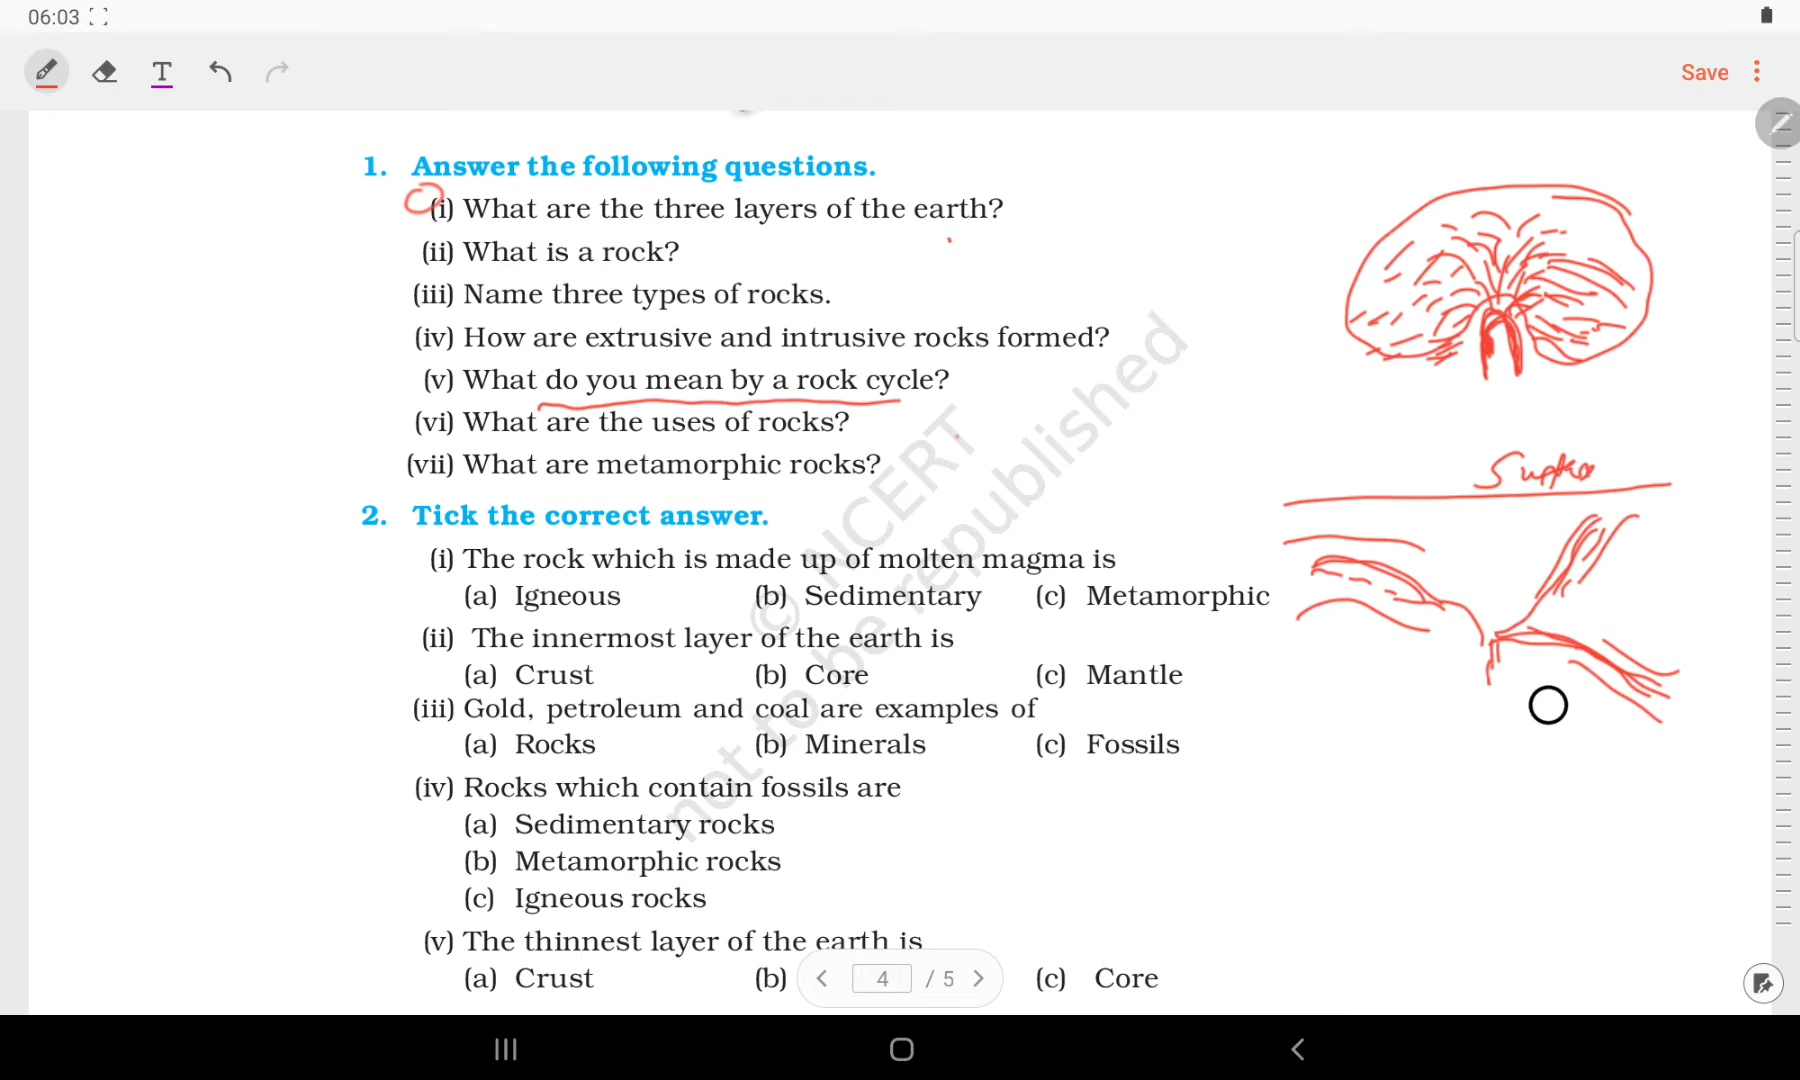 06:03
T
Save
1. Answer the following questions.
(i) What are the three layers of the earth?
(ii) What is a rock?
(iii) Name three types of rocks.
(iv) How are extrusive and intrusive rocks formed?
(v) What do you mean by a rock cycle?
(vi) What are the uses of rocks?
(vii) What are metamorphic rocks?
2. Tick the correct answer.
(i) The rock which is made up of molten magma is
(a) Igneous (b) Sedimentary (c) Metamorphic
(ii) The innermost layer of the earth is
(a) Crust (b) Core (c) Mantle
(iii) Gold, petroleum and coal are examples of
(a) Rocks (b) Minerals (c) Fossils
(iv) Rocks which contain fossils are
(a) Sedimentary rocks
(b) Metamorphic rocks
(c) Igneous rocks
(v) The thinnest layer of the earth is
(a) Crust (b) (c) Core
4 / 5
© NCERT
not to be republished